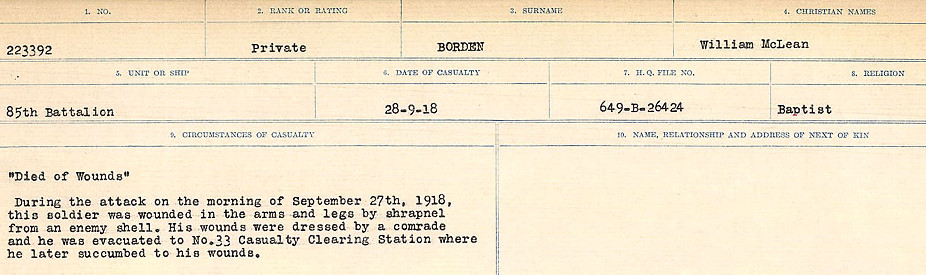 1. NO. 2. RANK OR RATING 3. SURNAME 4. CHRISTIAN NAMES
223392 Private BORDEN William McLean
5. UNIT OR SHIP 6. DATE OF CASUALTY 7. H.Q. FILE NO. 8. RELIGION
85th Battalion 28-9-18 649-B-26424 Baptist
9. CIRCUMSTANCES OF CASUALTY 10. NAME, RELATIONSHIP AND ADDRESS OF NEXT OF KIN
"Died of Wounds"
During the attack on the morning of September 27th, 1918,
this soldier was wounded in the arms and legs by shrapnel
from an enemy shell. His wounds were dressed by a comrade
and he was evacuated to No.33 Casualty Clearing Station where
he later succumbed to his wounds.